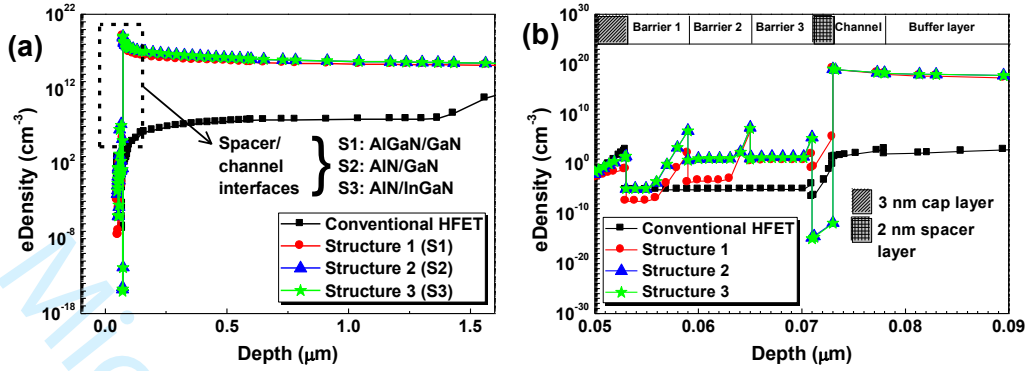 (a)
eDensity (cm-3)
10^22
10^12
10^2
10^-8
10^-18
Spacer/
channel
interfaces
S1: AlGaN/GaN
S2: AlN/GaN
S3: AlN/InGaN
Conventional HFET
Structure 1 (S1)
Structure 2 (S2)
Structure 3 (S3)
0.0 0.5 1.0 1.5
Depth (μm)
(b)
eDensity (cm-3)
Barrier 1 Barrier 2 Barrier 3 Channel Buffer layer
10^30
10^20
10^10
10^0
10^-10
10^-20
10^-30
3 nm cap layer
2 nm spacer
layer
Conventional HFET
Structure 1
Structure 2
Structure 3
0.05 0.06 0.07 0.08 0.09
Depth (μm)